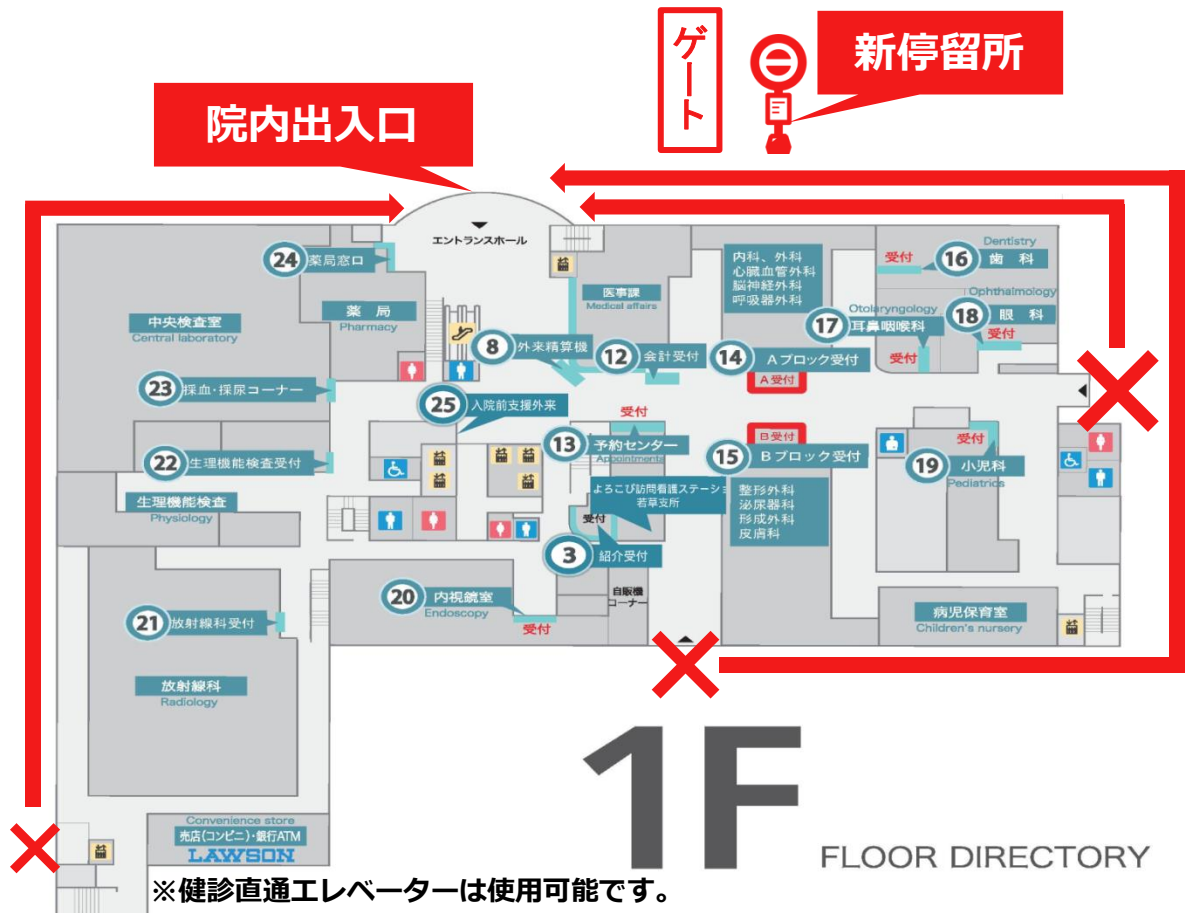 ゲート
新停留所
院内出入口
エントランスホール
24 薬局窓口
薬局
Pharmacy
中央検査室
Central laboratory
医事課
Medical affairs
内科、外科
心臓血管外科
脳神経外科
呼吸器外科
Dentistry
受付
16 歯科
Ophthalmology
18 眼科
受付
Otolaryngology
17 耳鼻咽喉科
受付
8 外来精算機
12 会計受付
14 Aブロック受付
A受付
23 採血・採尿コーナー
25 入院前支援外来
受付
13 予約センター
Appointments
B受付
15 Bブロック受付
整形外科
泌尿器科
形成外科
皮膚科
受付
19 小児科
Pediatrics
22 生理機能検査受付
生理機能検査
Physiology
よろこび訪問看護ステーショ
若草支所
受付
3 紹介受付
20 内視鏡室
Endoscopy
受付
自販機
コーナー
病児保育室
Children's nursery
21 放射線科受付
放射線科
Radiology
1F
FLOOR DIRECTORY
Convenience store
売店(コンビニ)・銀行ATM
LAWSON
※健診直通エレベーターは使用可能です。